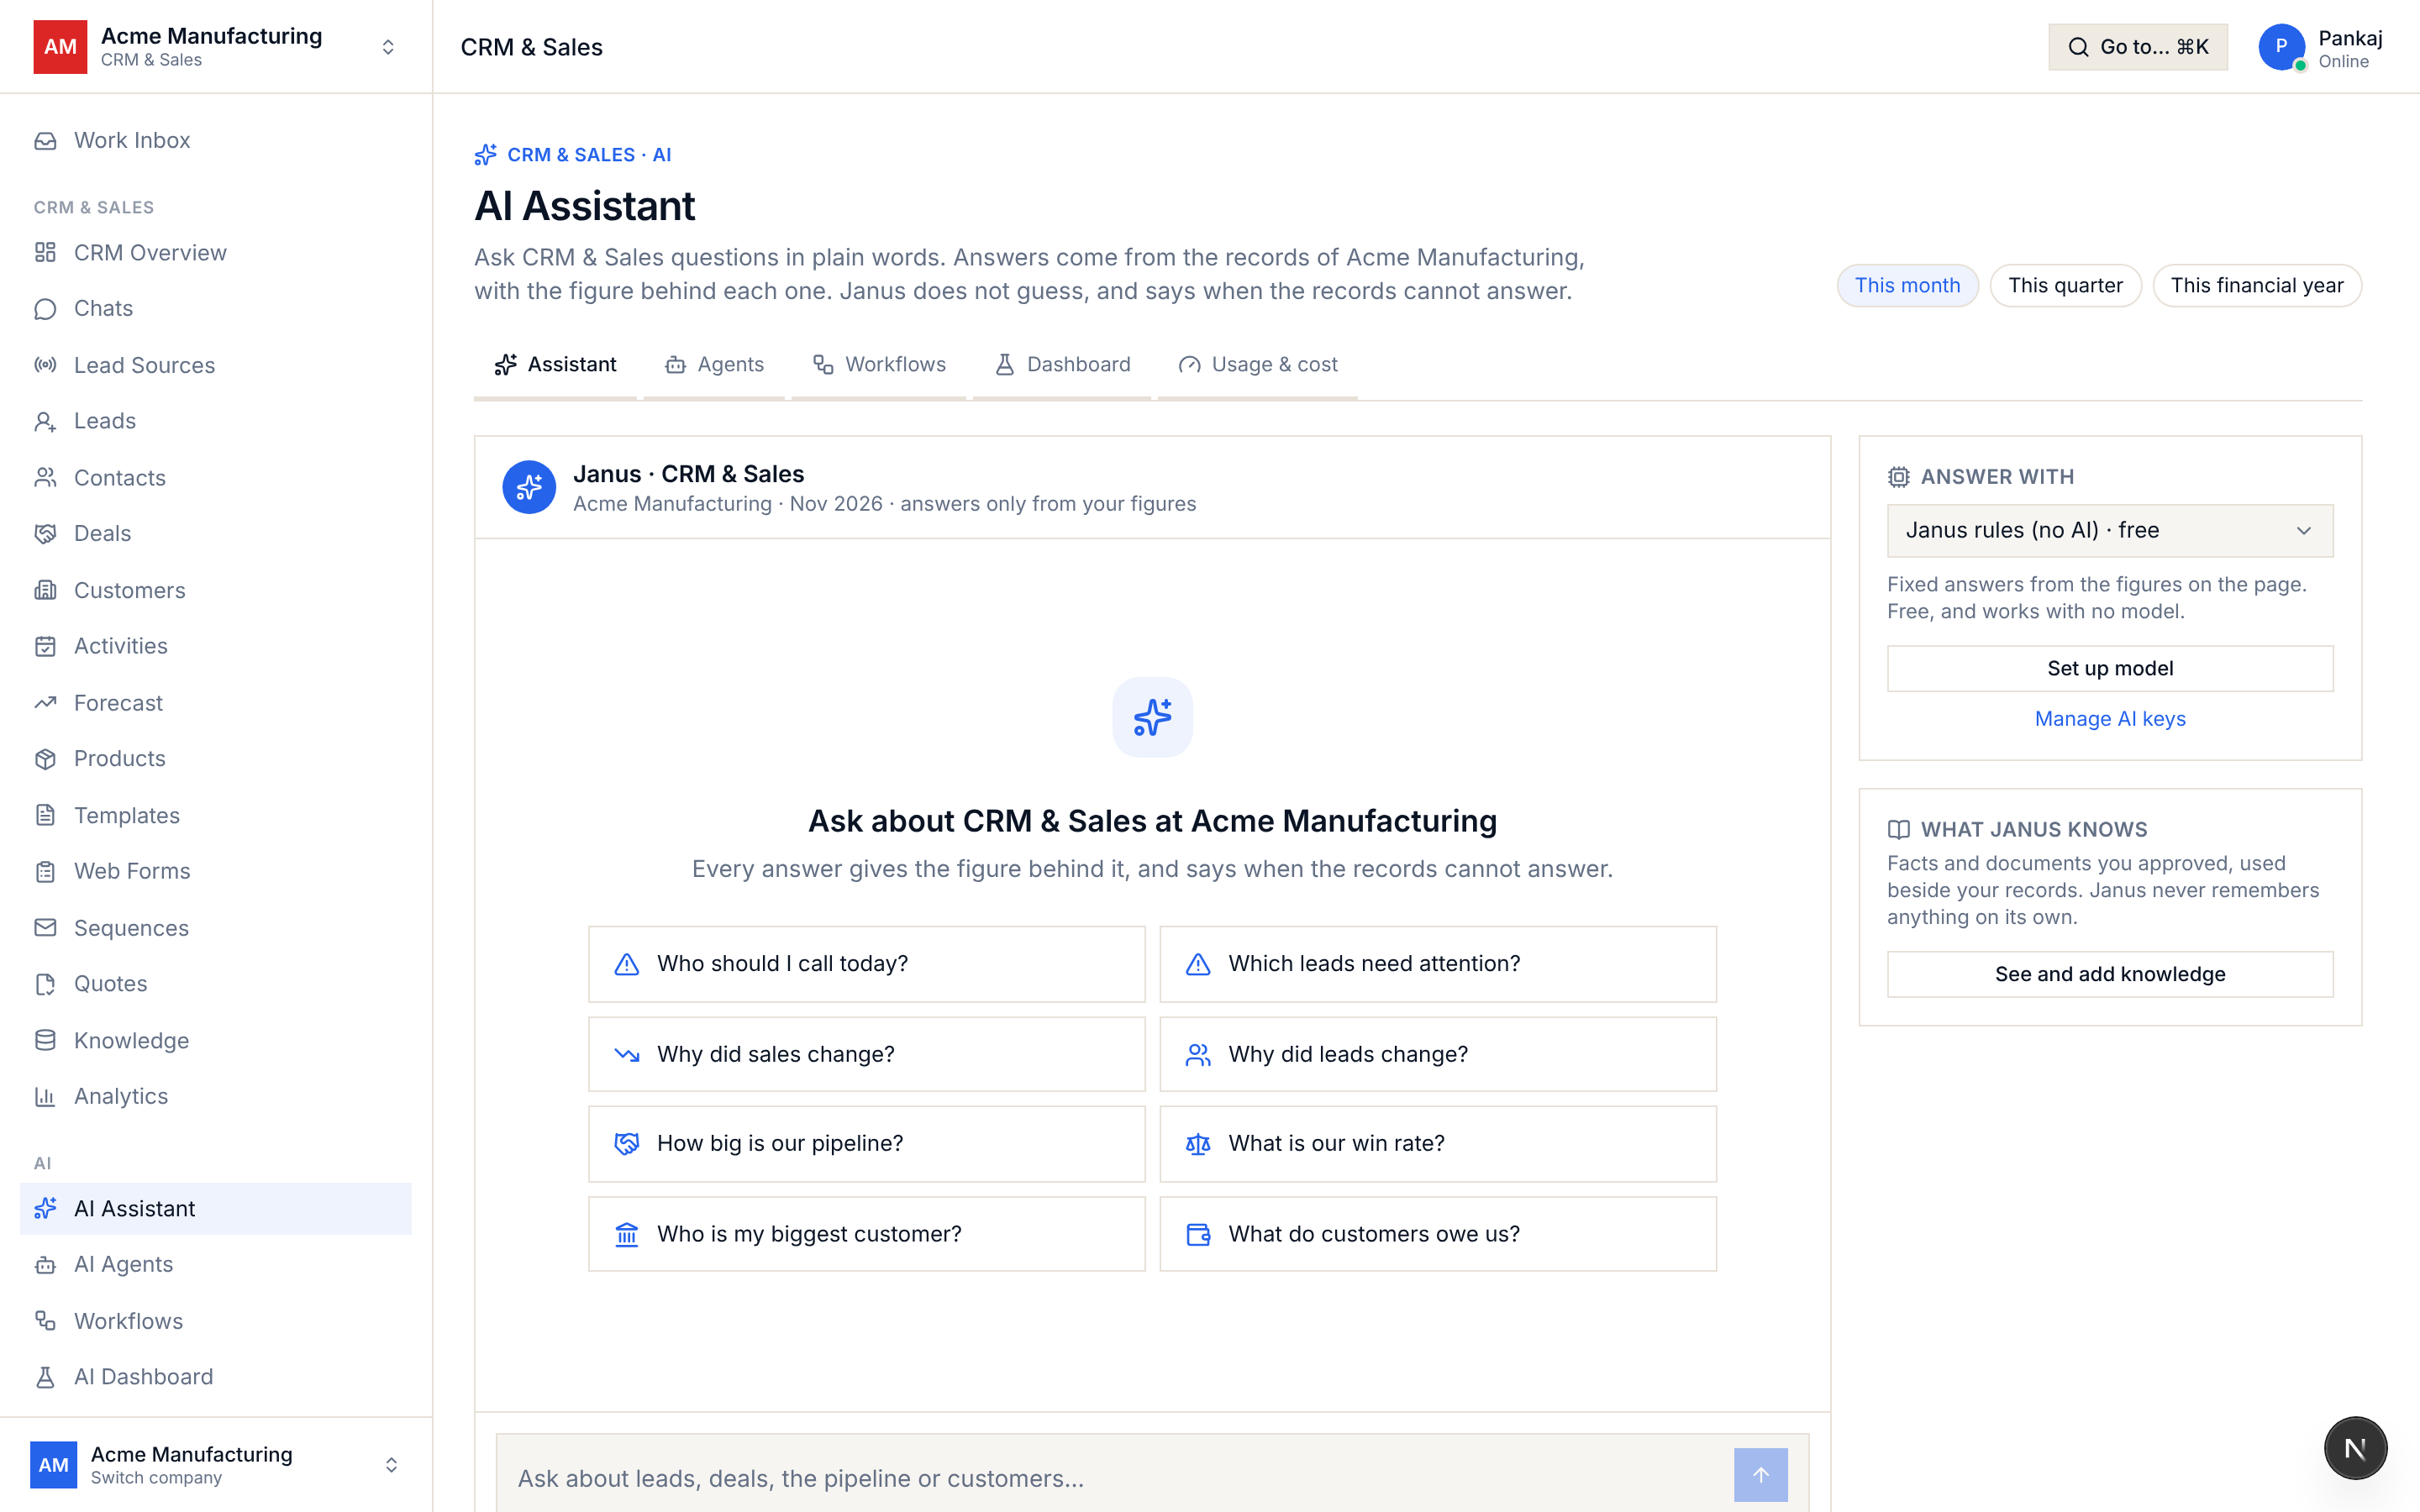 AM
Acme Manufacturing
CRM & Sales
CRM & Sales
Go to... ⌘K
P
Pankaj
Online
Work Inbox
CRM & SALES
CRM Overview
Chats
Lead Sources
Leads
Contacts
Deals
Customers
Activities
Forecast
Products
Templates
Web Forms
Sequences
Quotes
Knowledge
Analytics
AI
AI Assistant
AI Agents
Workflows
AI Dashboard
AM
Acme Manufacturing
Switch company
CRM & SALES · AI
AI Assistant
Ask CRM & Sales questions in plain words. Answers come from the records of Acme Manufacturing,
with the figure behind each one. Janus does not guess, and says when the records cannot answer.
This month
This quarter
This financial year
Assistant
Agents
Workflows
Dashboard
Usage & cost
Janus · CRM & Sales
Acme Manufacturing · Nov 2026 · answers only from your figures
Ask about CRM & Sales at Acme Manufacturing
Every answer gives the figure behind it, and says when the records cannot answer.
Who should I call today?
Which leads need attention?
Why did sales change?
Why did leads change?
How big is our pipeline?
What is our win rate?
Who is my biggest customer?
What do customers owe us?
Ask about leads, deals, the pipeline or customers...
ANSWER WITH
Janus rules (no AI) · free
Fixed answers from the figures on the page.
Free, and works with no model.
Set up model
Manage AI keys
WHAT JANUS KNOWS
Facts and documents you approved, used
beside your records. Janus never remembers
anything on its own.
See and add knowledge
N